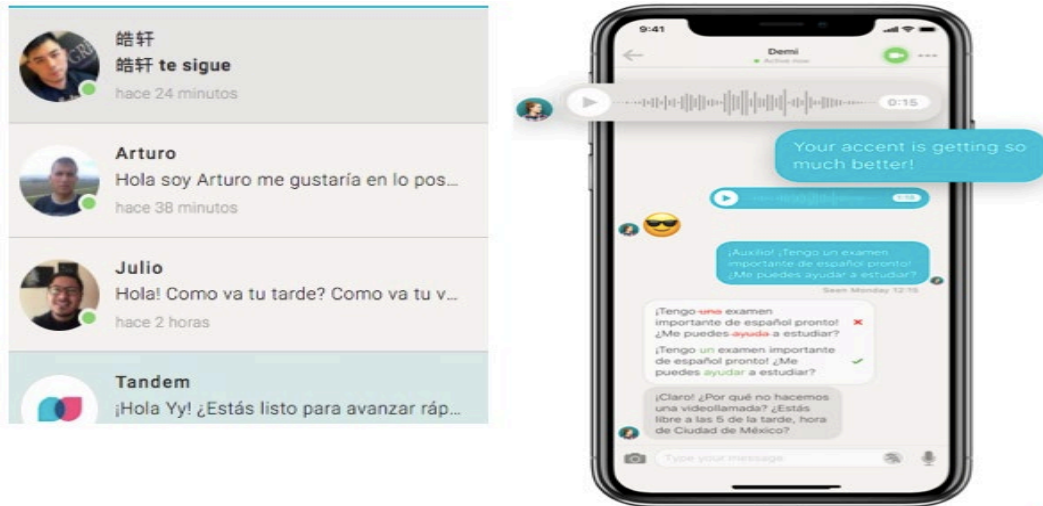 皓轩
皓轩 te sigue
hace 24 minutos
Arturo
Hola soy Arturo me gustaría en lo pos...
hace 38 minutos
Julio
Hola! Como va tu tarde? Como va tu v...
hace 2 horas
Tandem
¡Hola Yy! ¿Estás listo para avanzar ráp...
9:41
Demi
Active now
0:15
Your accent is getting so
much better!
¡Auxilio! ¡Tengo un examen
importante de español pronto!
¿Me puedes ayudar a estudiar?
Seen Monday 12:15
¡Tengo una examen
importante de español pronto!
¿Me puedes ayuda a estudiar?
¡Tengo un examen importante
de español pronto! ¿Me
puedes ayudar a estudiar?
¡Claro! ¿Por qué no hacemos
una videollamada? ¿Estás
libre a las 5 de la tarde, hora
de Ciudad de México?
Type your message